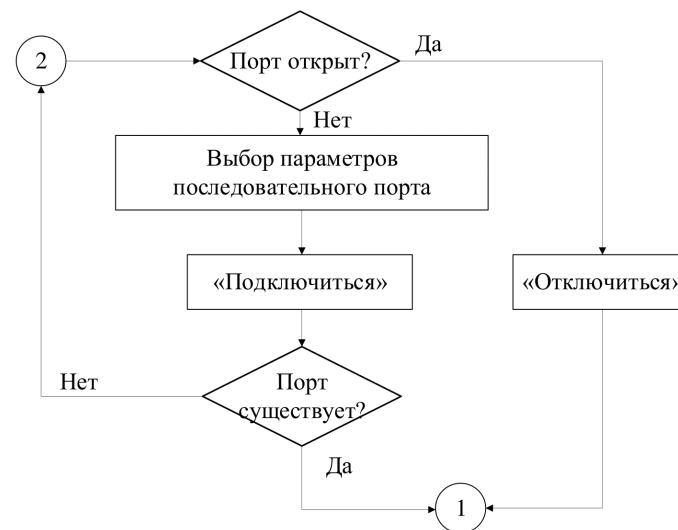 Да
2
Порт открыт?
Нет
Выбор параметров
последовательного порта
«Подключиться»
«Отключиться»
Нет
Порт
существует?
Да
1